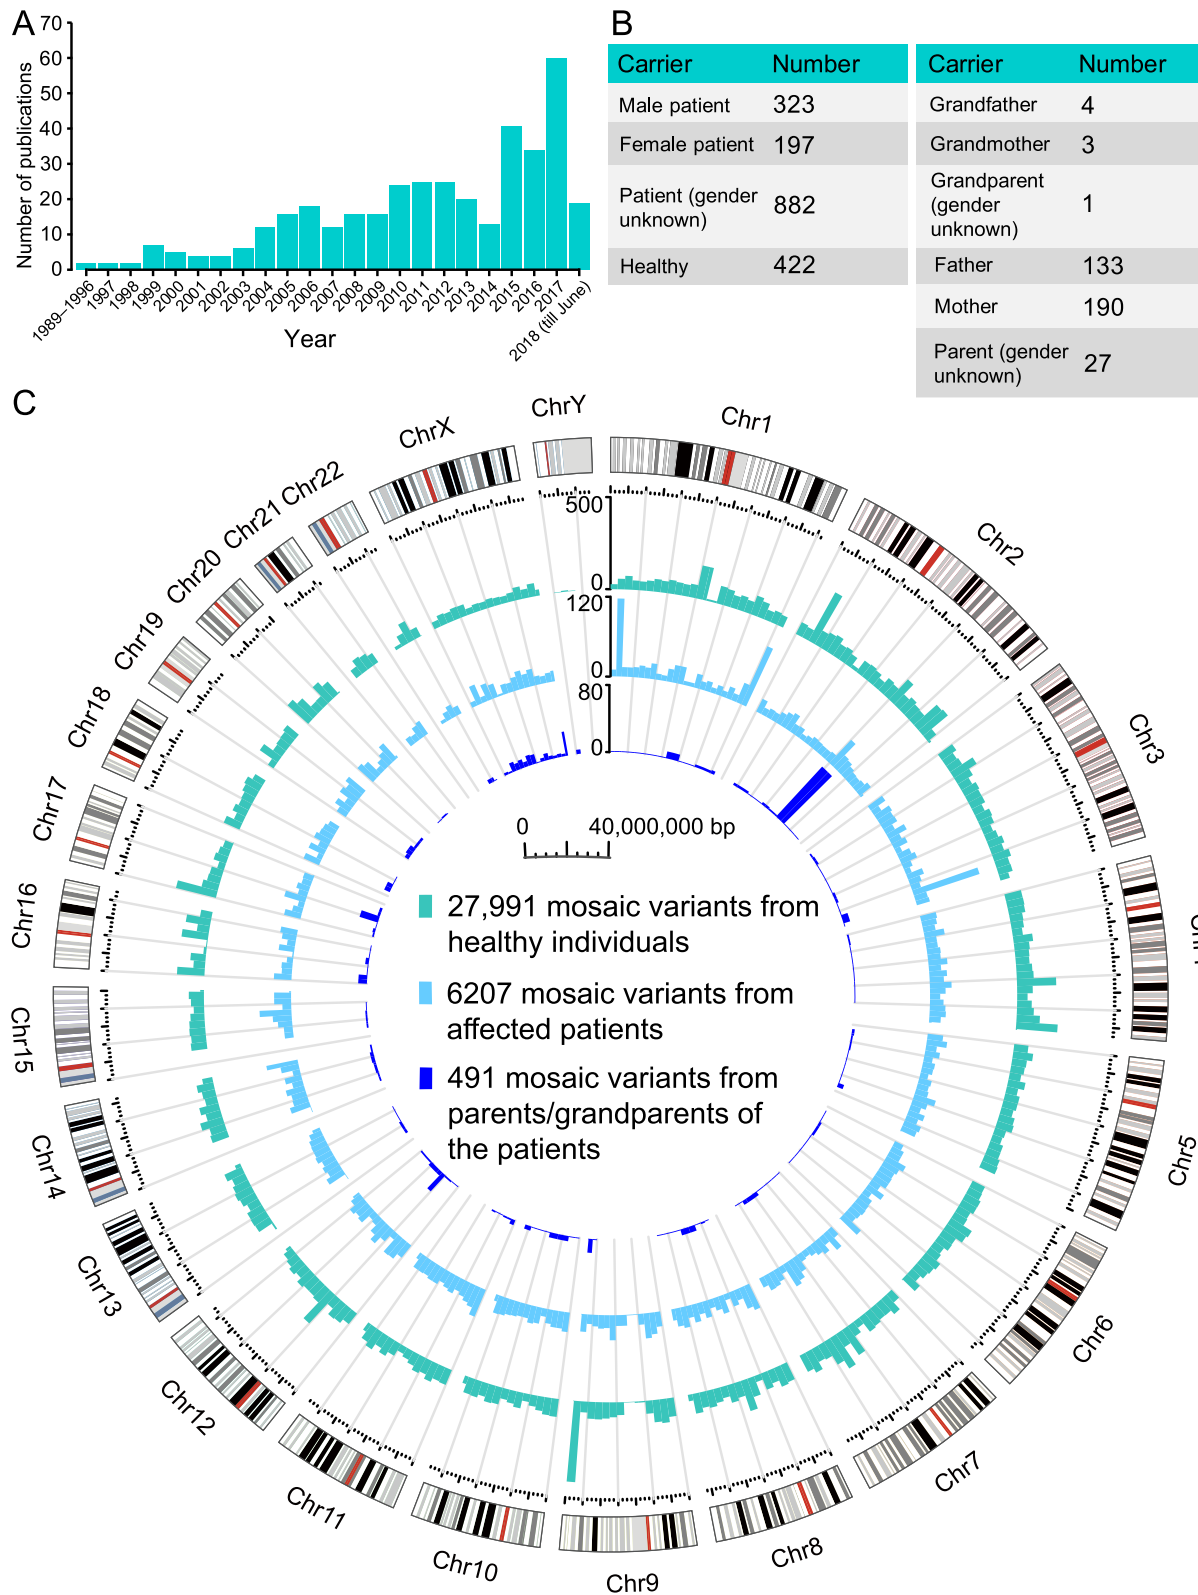 A
70
60
50
40
30
20
10
0
Number of publications
1989–1996
1997
1998
1999
2000
2001
2002
2003
2004
2005
2006
2007
2008
2009
2010
2011
2012
2013
2014
2015
2016
2017
2018 (till June)
Year
B
Carrier Number
Male patient 323
Female patient 197
Patient (gender
unknown) 882
Healthy 422
Carrier Number
Grandfather 4
Grandmother 3
Grandparent
(gender
unknown) 1
Father 133
Mother 190
Parent (gender
unknown) 27
C
Chr1
Chr2
Chr3
Chr5
Chr6
Chr7
Chr8
Chr9
Chr10
Chr11
Chr12
Chr13
Chr14
Chr15
Chr16
Chr17
Chr18
Chr19
Chr20
Chr21
Chr22
ChrX
ChrY
500
0
120
0
80
0
0 40,000,000 bp
27,991 mosaic variants from
healthy individuals
6207 mosaic variants from
affected patients
491 mosaic variants from
parents/grandparents of
the patients